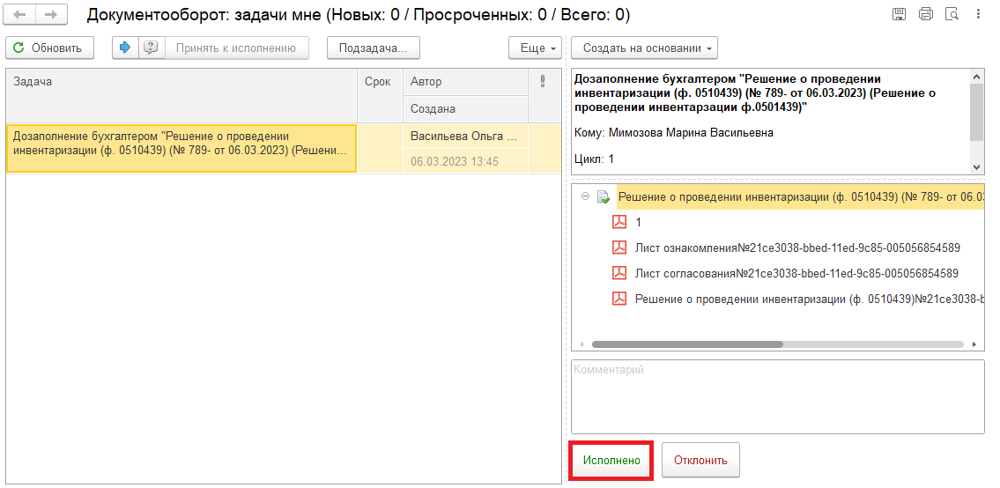 Документооборот: задачи мне (Новых: 0 / Просроченных: 0 / Всего: 0)
Обновить
Принять к исполнению
Подзадача...
Еще
Создать на основании
Задача
Срок
Автор
Создана
Дозаполнение бухгалтером "Решение о проведении
инвентаризации (ф. 0510439) (№ 789- от 06.03.2023) (Решени...
Васильева Ольга ...
06.03.2023 13:45
Дозаполнение бухгалтером "Решение о проведении
инвентаризации (ф. 0510439) (№ 789- от 06.03.2023) (Решение о
проведении инвентарзации ф.0501439)"
Кому: Мимозова Марина Васильевна
Цикл: 1
Решение о проведении инвентаризации (ф. 0510439) (№ 789- от 06.03
1
Лист ознакомления№21ce3038-bbed-11ed-9c85-005056854589
Лист согласования№21ce3038-bbed-11ed-9c85-005056854589
Решение о проведении инвентаризации (ф. 0510439)№21ce3038-b
Комментарий
Исполнено
Отклонить